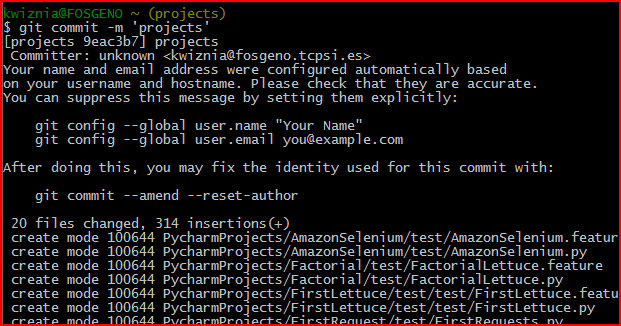 kwiznia@FOSGENO ~ (projects)
$ git commit -m 'projects'
[projects 9eac3b7] projects
 Committer: unknown <kwiznia@fosgeno.tcpsi.es>
Your name and email address were configured automatically based
on your username and hostname. Please check that they are accurate.
You can suppress this message by setting them explicitly:

    git config --global user.name "Your Name"
    git config --global user.email you@example.com

After doing this, you may fix the identity used for this commit with:

    git commit --amend --reset-author

 20 files changed, 314 insertions(+)
 create mode 100644 PycharmProjects/AmazonSelenium/test/AmazonSelenium.featur
 create mode 100644 PycharmProjects/AmazonSelenium/test/AmazonSelenium.py
 create mode 100644 PycharmProjects/Factorial/test/FactorialLettuce.feature
 create mode 100644 PycharmProjects/Factorial/test/FactorialLettuce.py
 create mode 100644 PycharmProjects/FirstLettuce/test/test/FirstLettuce.featu
 create mode 100644 PycharmProjects/FirstLettuce/test/test/FirstLettuce.py
 create mode 100644 PycharmProjects/FirstRequest/test/FirstRequests.py